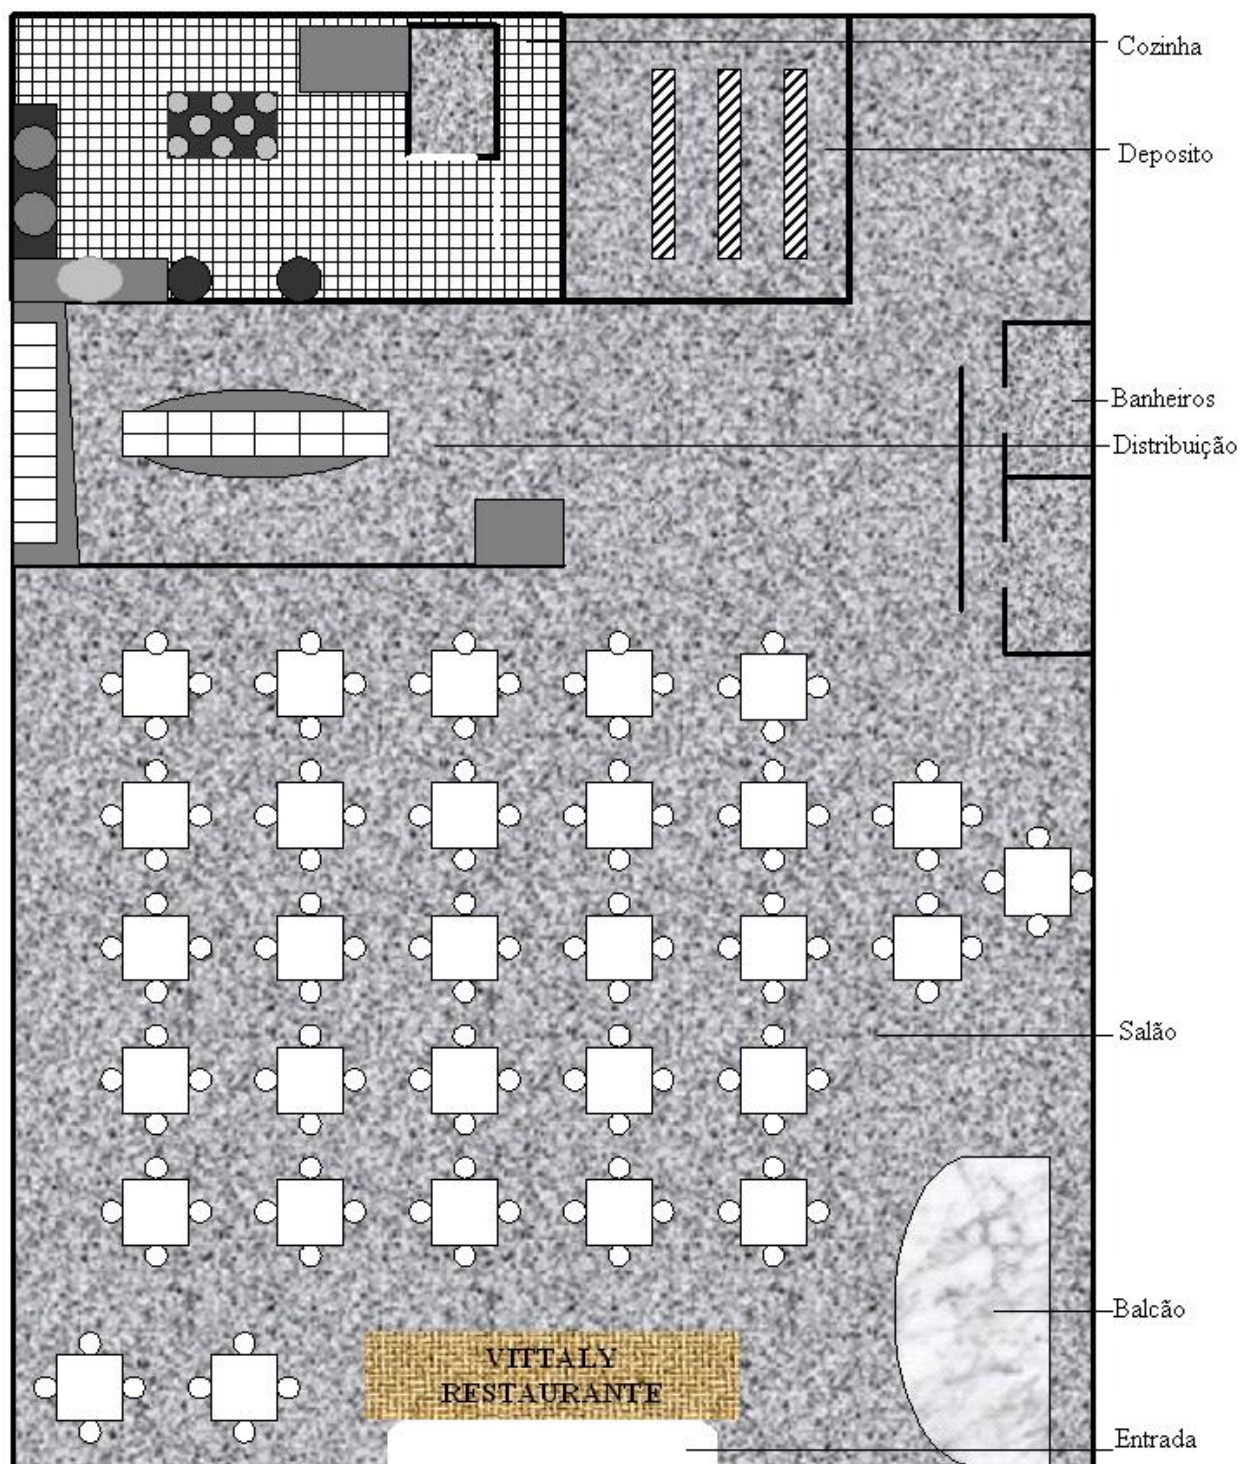 Cozinha
Deposito
Banheiros
Distribuição
Salão
Balcão
VITTALY
RESTAURANTE
Entrada